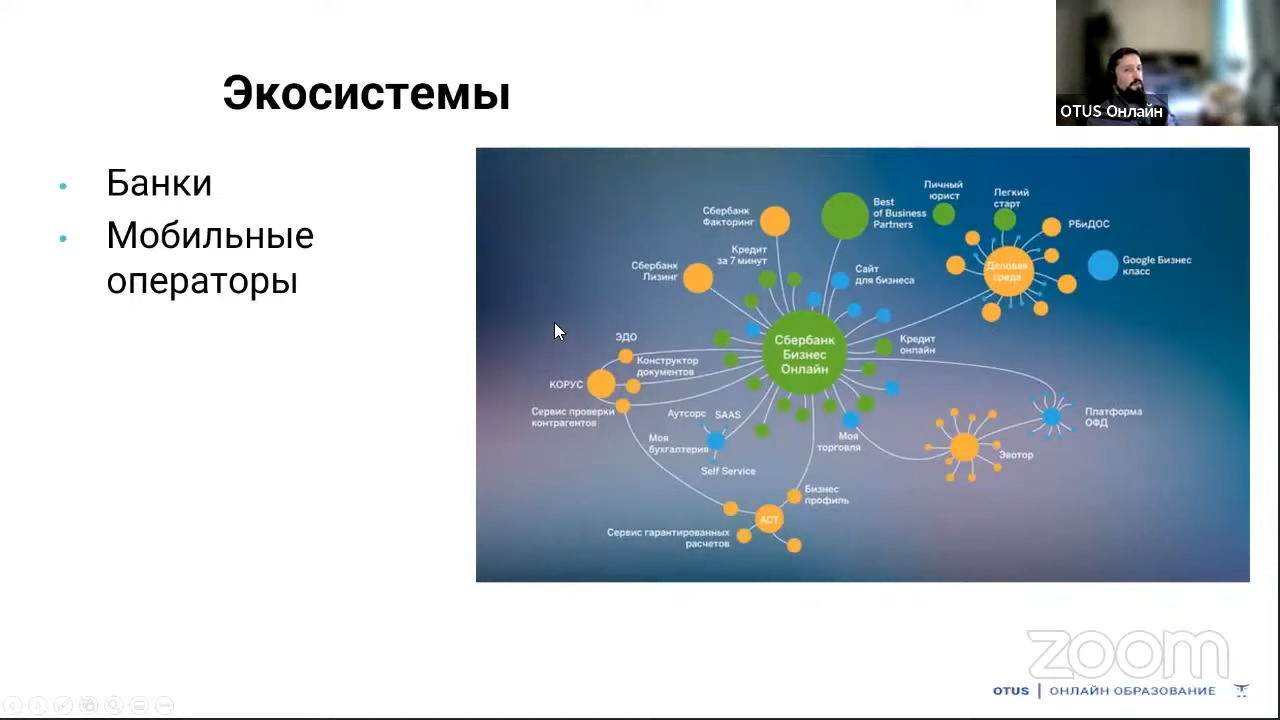 Экосистемы
OTUS Онлайн
Банки
Мобильные
операторы
Сбербанк
Факторинг
Best
of Business
Partners
Личный
юрист
Легкий
старт
РБиДОС
Кредит
за 7 минут
Сбербанк
Лизинг
Сайт
для бизнеса
Деловая
среда
Google Бизнес
класс
ЭДО
Конструктор
документов
КОРУС
Сервис проверки
контрагентов
Сбербанк
Бизнес
Онлайн
Кредит
онлайн
Аутсорс
SAAS
Моя
бухгалтерия
Self Service
Моя
торговля
Платформа
ОФД
Эвотор
Бизнес
профиль
АСТ
Сервис гарантированных
расчетов
zoom
OTUS | ОНЛАЙН ОБРАЗОВАНИЕ